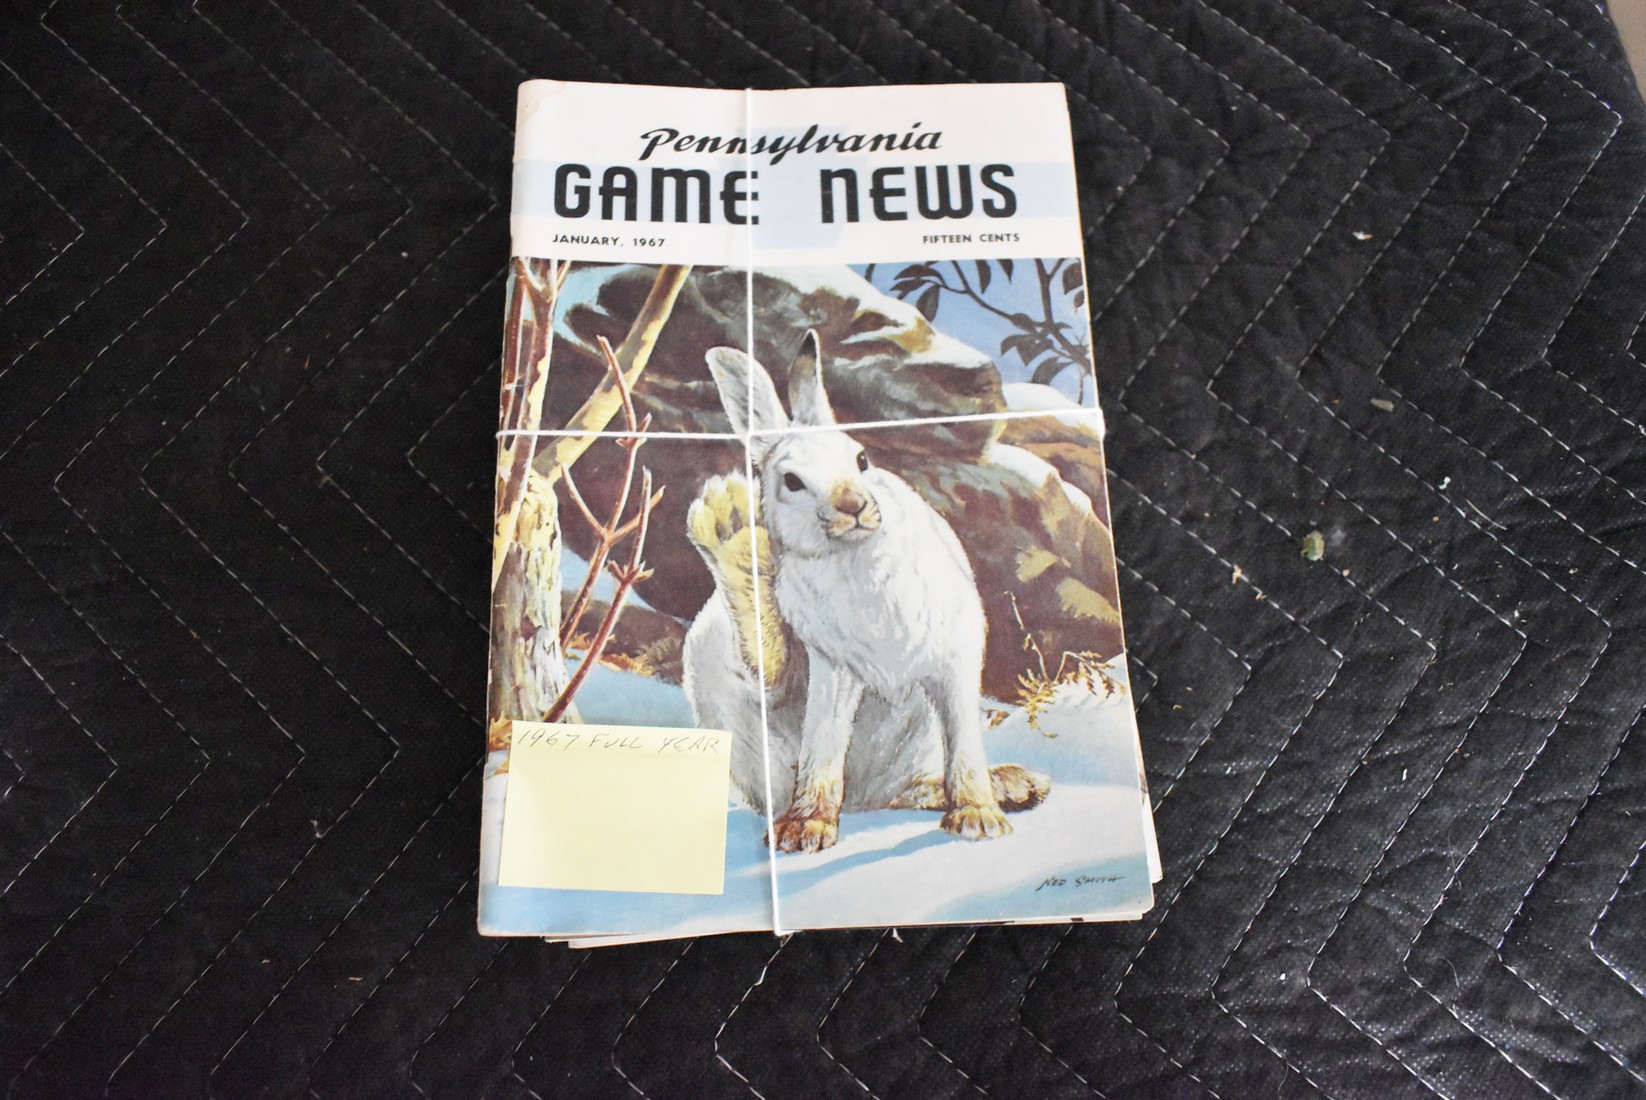 Pennsylvania
GAME NEWS
JANUARY, 1967
FIFTEEN CENTS
1967 FULL YEAR
NED SMITH